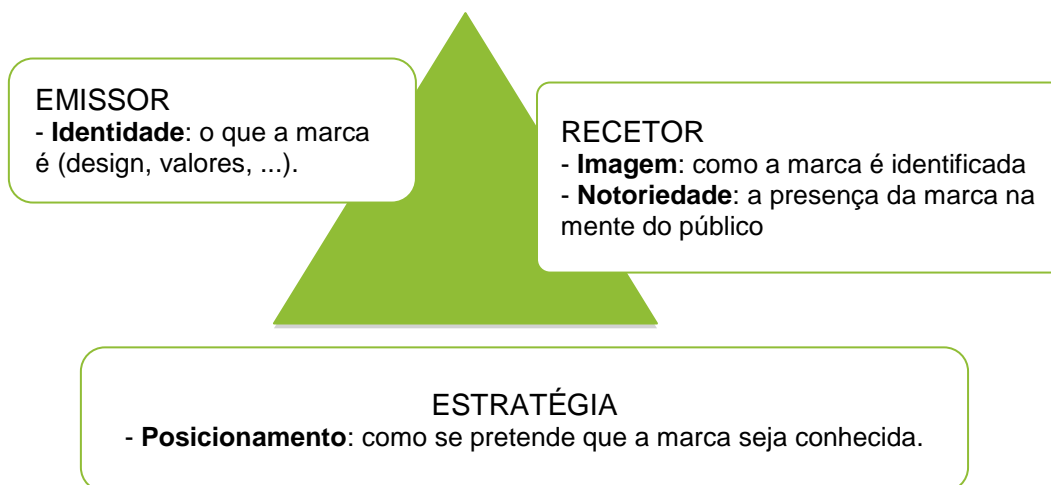 EMISSOR
- Identidade: o que a marca
é (design, valores, ...).
RECETOR
- Imagem: como a marca é identificada
- Notoriedade: a presença da marca na
mente do público
ESTRATÉGIA
- Posicionamento: como se pretende que a marca seja conhecida.